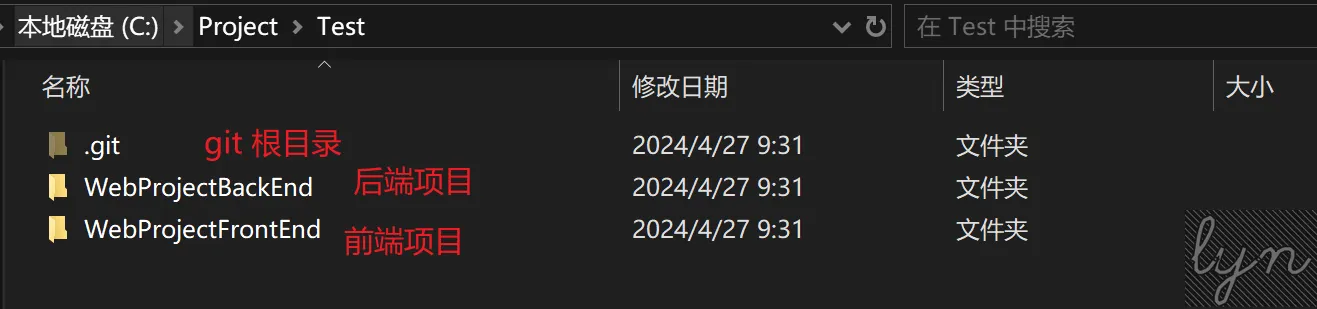 本地磁盘 (C:) Project Test 在 Test 中搜索
名称 修改日期 类型 大小
.git git 根目录 2024/4/27 9:31 文件夹
WebProjectBackEnd 后端项目 2024/4/27 9:31 文件夹
WebProjectFrontEnd 前端项目 2024/4/27 9:31 文件夹
lyn